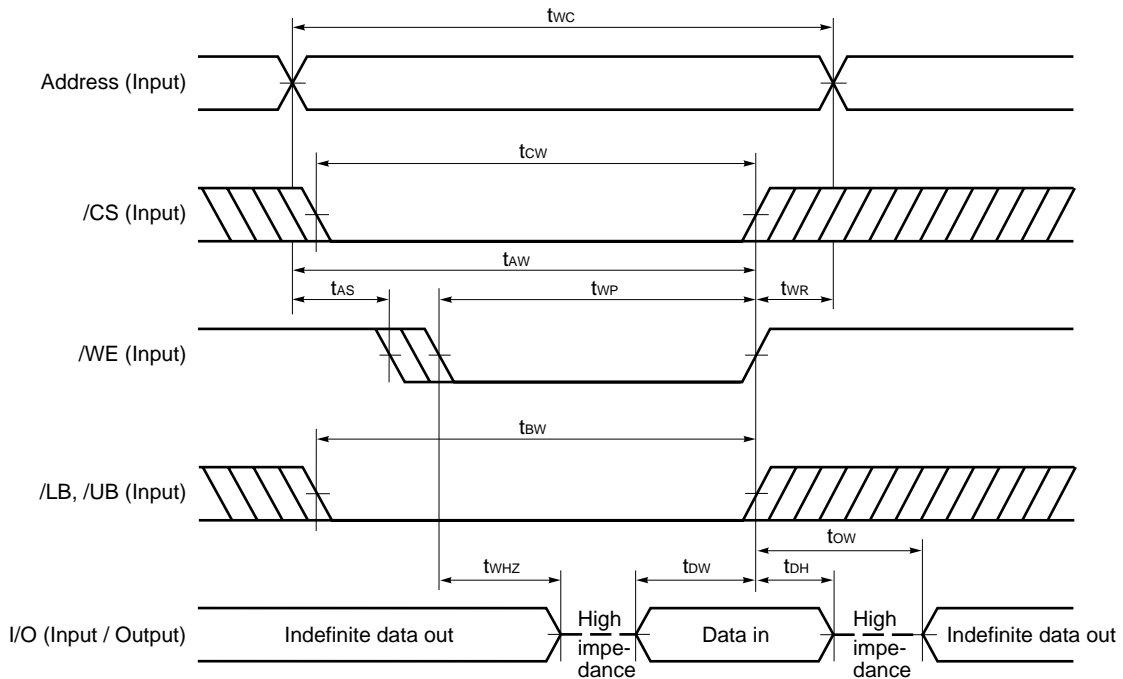 tWC
Address (Input)
tCW
/CS (Input)
tAW
tAS
tWP
tWR
/WE (Input)
tBW
/LB, /UB (Input)
tOW
tWHZ
tDW
tDH
I/O (Input / Output)
Indefinite data out
High
impe-
dance
Data in
High
impe-
dance
Indefinite data out